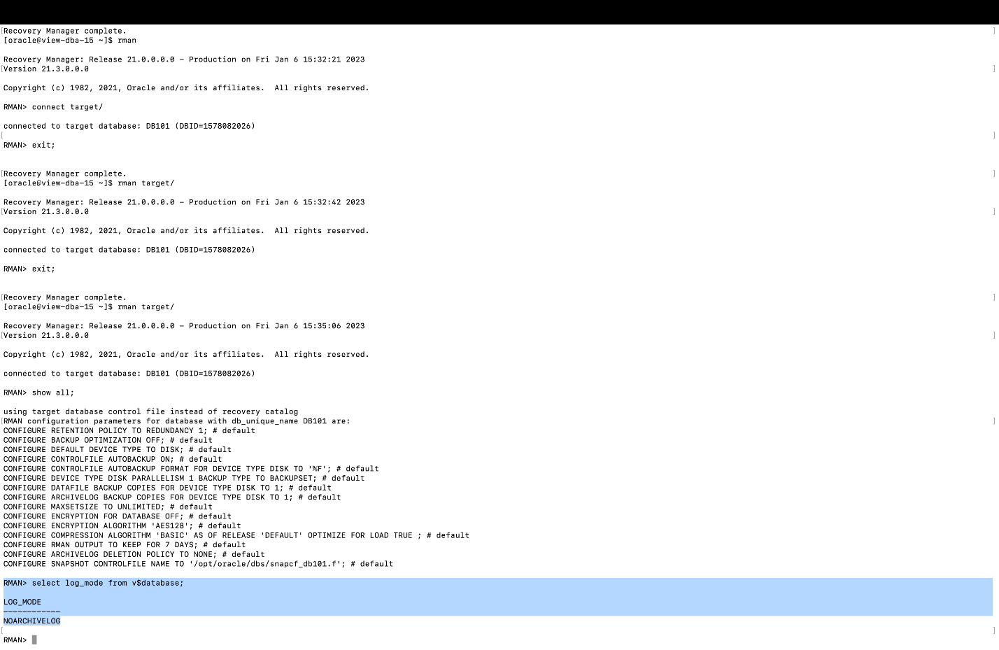 [Recovery Manager complete. ]
[oracle@view-dba-15 ~]$ rman
Recovery Manager: Release 21.0.0.0.0 - Production on Fri Jan 6 15:32:21 2023
[Version 21.3.0.0.0 ]
Copyright (c) 1982, 2021, Oracle and/or its affiliates.  All rights reserved.
RMAN> connect target/
connected to target database: DB101 (DBID=1578082026)
[ ]
RMAN> exit;
[Recovery Manager complete. ]
[oracle@view-dba-15 ~]$ rman target/
Recovery Manager: Release 21.0.0.0.0 - Production on Fri Jan 6 15:32:42 2023
[Version 21.3.0.0.0 ]
Copyright (c) 1982, 2021, Oracle and/or its affiliates.  All rights reserved.
connected to target database: DB101 (DBID=1578082026)
RMAN> exit;
[Recovery Manager complete. ]
[oracle@view-dba-15 ~]$ rman target/
Recovery Manager: Release 21.0.0.0.0 - Production on Fri Jan 6 15:35:06 2023
[Version 21.3.0.0.0 ]
Copyright (c) 1982, 2021, Oracle and/or its affiliates.  All rights reserved.
connected to target database: DB101 (DBID=1578082026)
RMAN> show all;
using target database control file instead of recovery catalog
[RMAN configuration parameters for database with db_unique_name DB101 are: ]
CONFIGURE RETENTION POLICY TO REDUNDANCY 1; # default
CONFIGURE BACKUP OPTIMIZATION OFF; # default
CONFIGURE DEFAULT DEVICE TYPE TO DISK; # default
CONFIGURE CONTROLFILE AUTOBACKUP ON; # default
CONFIGURE CONTROLFILE AUTOBACKUP FORMAT FOR DEVICE TYPE DISK TO '%F'; # default
CONFIGURE DEVICE TYPE DISK PARALLELISM 1 BACKUP TYPE TO BACKUPSET; # default
CONFIGURE DATAFILE BACKUP COPIES FOR DEVICE TYPE DISK TO 1; # default
CONFIGURE ARCHIVELOG BACKUP COPIES FOR DEVICE TYPE DISK TO 1; # default
CONFIGURE MAXSETSIZE TO UNLIMITED; # default
CONFIGURE ENCRYPTION FOR DATABASE OFF; # default
CONFIGURE ENCRYPTION ALGORITHM 'AES128'; # default
CONFIGURE COMPRESSION ALGORITHM 'BASIC' AS OF RELEASE 'DEFAULT' OPTIMIZE FOR LOAD TRUE ; # default
CONFIGURE RMAN OUTPUT TO KEEP FOR 7 DAYS; # default
CONFIGURE ARCHIVELOG DELETION POLICY TO NONE; # default
CONFIGURE SNAPSHOT CONTROLFILE NAME TO '/opt/oracle/dbs/snapcf_db101.f'; # default
RMAN> select log_mode from v$database;
LOG_MODE
------------
NOARCHIVELOG
[ ]
RMAN>